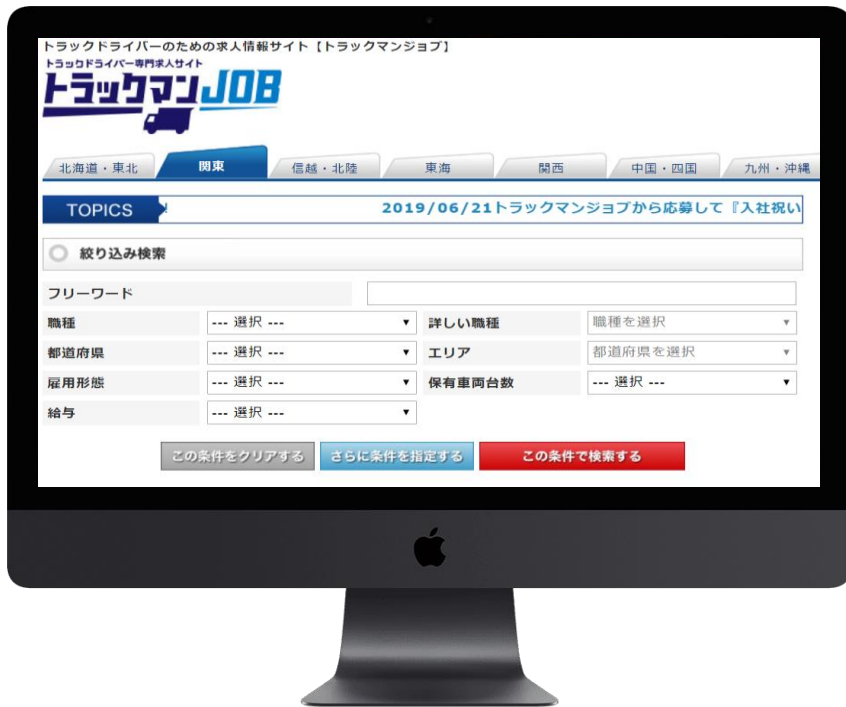 トラックドライバーのための求人情報サイト【トラックマンジョブ】
トラックドライバー専門求人サイト
トラックマンJOB
北海道・東北 関東 信越・北陸 東海 関西 中国・四国 九州・沖縄
TOPICS ! 2019/06/21トラックマンジョブから応募して『入社祝い
絞り込み検索
フリーワード
職種 --- 選択 --- 詳しい職種 職種を選択
都道府県 --- 選択 --- エリア 都道府県を選択
雇用形態 --- 選択 --- 保有車両台数 --- 選択 ---
給与 --- 選択 ---
この条件をクリアする さらに条件を指定する この条件で検索する